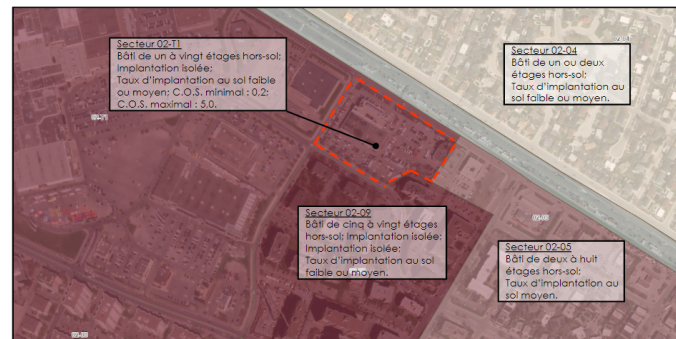 Secteur 02-T1
Bâti de un à vingt étages hors-sol;
Implantation isolée;
Taux d'implantation au sol faible
ou moyen; C.O.S. minimal : 0.2;
C.O.S. maximal : 5.0.
Secteur 02-04
Bâti de un ou deux
étages hors-sol;
Taux d'implantation au
sol faible ou moyen.
02-T1
Secteur 02-09
Bâti de cinq à vingt étages
hors-sol; Implantation isolée;
Implantation isolée;
Taux d'implantation au sol
faible ou moyen.
02-05
Secteur 02-05
Bâti de deux à huit
étages hors-sol;
Taux d'implantation au
sol moyen.